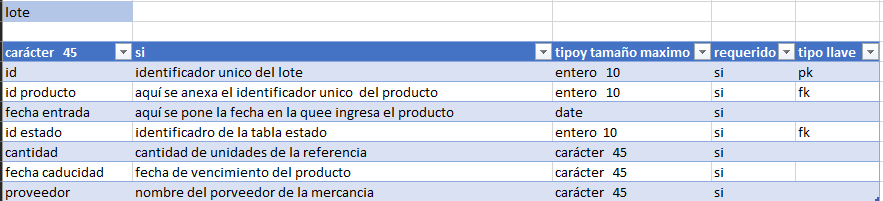 lote
carácter 45 si tipoy tamaño maximo requerido tipo llave
id identificador unico del lote entero 10 si pk
id producto aquí se anexa el identificador unico del producto entero 10 si fk
fecha entrada aquí se pone la fecha en la quee ingresa el producto date si
id estado identificadro de la tabla estado entero 10 si fk
cantidad cantidad de unidades de la referencia carácter 45 si
fecha caducidad fecha de vencimiento del producto carácter 45 si
proveedor nombre del porveedor de la mercancia carácter 45 si